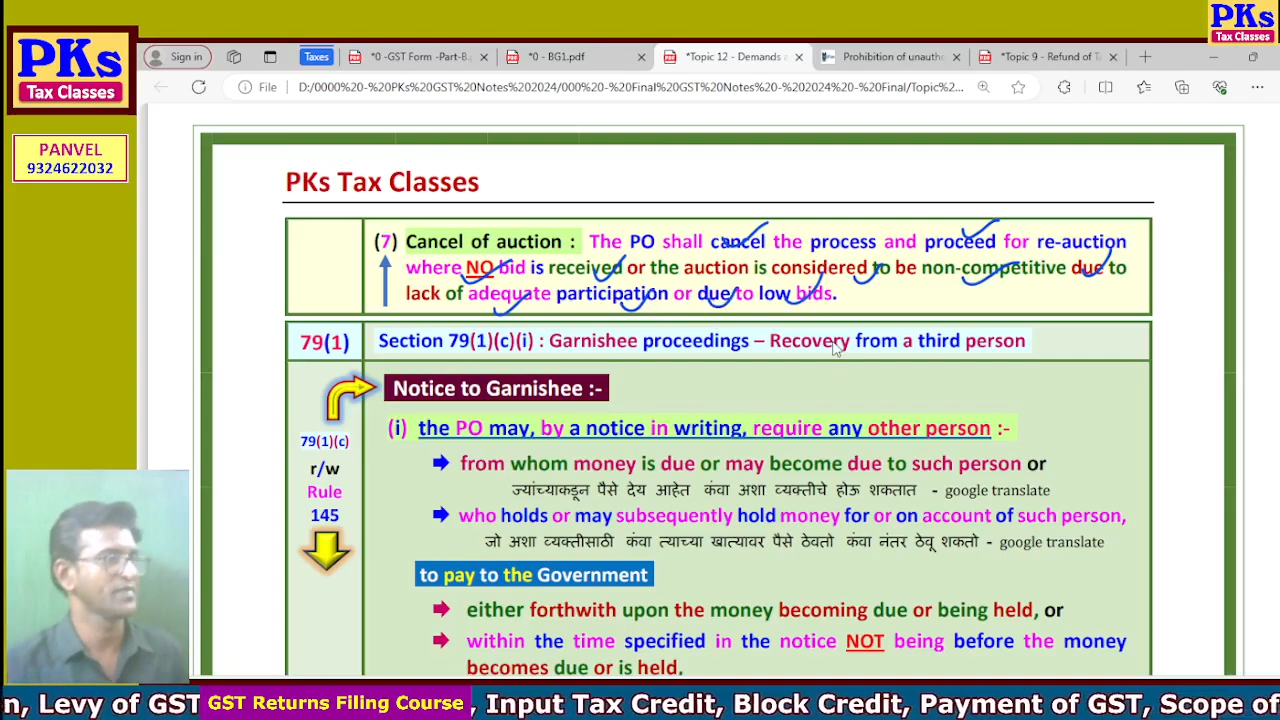 PKs
Tax Classes
PANVEL
9324622032
PKs
Tax Classes
Sign in
Taxes
*0 -GST Form -Part-B.
*0 - BG1.pdf
*Topic 12 - Demands a
Prohibition of unautho
*Topic 9 - Refund of T
File
D:/0000%20-%20PKs%20GST%20Notes%202024/000%20-%20Final%20GST%20Notes%20%202024%20-%20Final/Topic%2...
PKs Tax Classes
(7) Cancel of auction : The PO shall cancel the process and proceed for re-auction
where NO bid is received or the auction is considered to be non-competitive due to
lack of adequate participation or due to low bids.
79(1)
Section 79(1)(c)(i) : Garnishee proceedings – Recovery from a third person
Notice to Garnishee :-
79(1)(c)
r/w
Rule
145
(i) the PO may, by a notice in writing, require any other person :-
from whom money is due or may become due to such person or
ज्यांच्याकडून पैसे देय आहेत कंवा अशा व्यक्तीचे होऊ शकतात - google translate
who holds or may subsequently hold money for or on account of such person,
जो अशा व्यक्तीसाठी कंवा त्याच्या खात्यावर पैसे ठेवतो कंवा नंतर ठेवू शकतो - google translate
to pay to the Government
either forthwith upon the money becoming due or being held, or
within the time specified in the notice NOT being before the money
becomes due or is held,
n, Levy of GST
GST Returns Filing Course
, Input Tax Credit, Block Credit, Payment of GST, Scope of